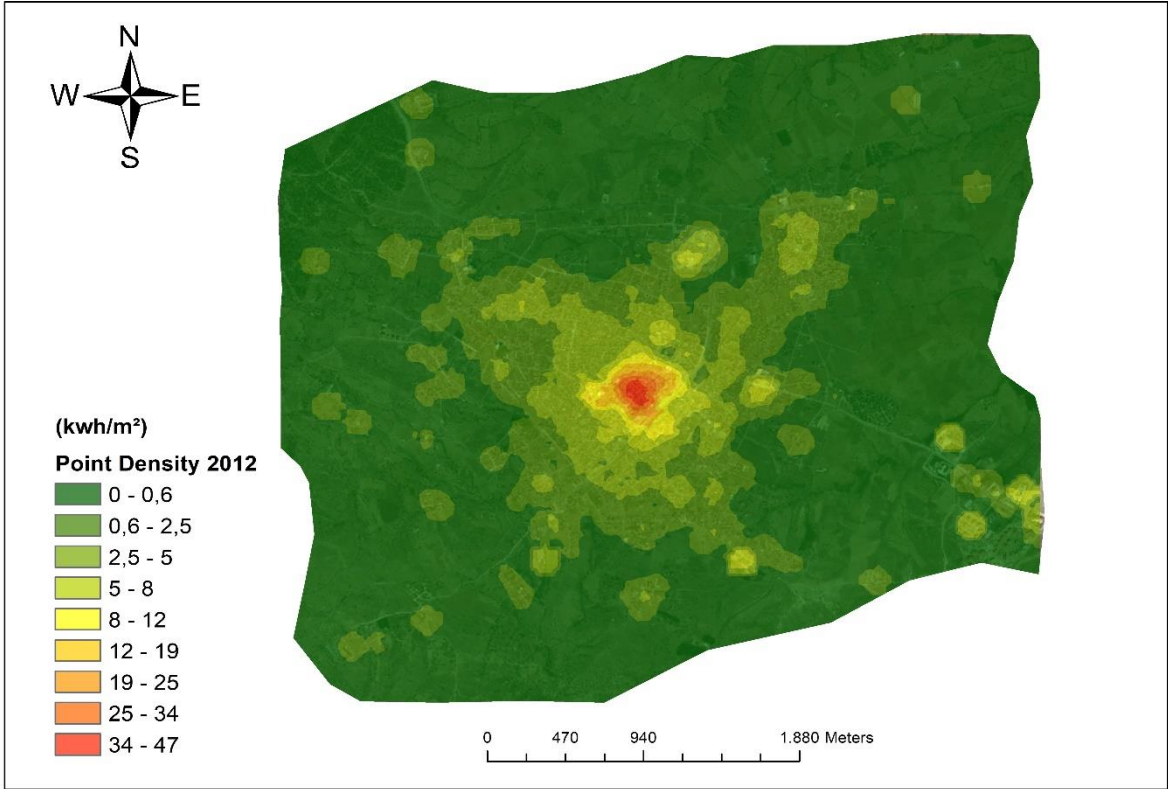 N
W E
S
(kwh/m²)
Point Density 2012
0 - 0,6
0,6 - 2,5
2,5 - 5
5 - 8
8 - 12
12 - 19
19 - 25
25 - 34
34 - 47
0 470 940 1.880 Meters